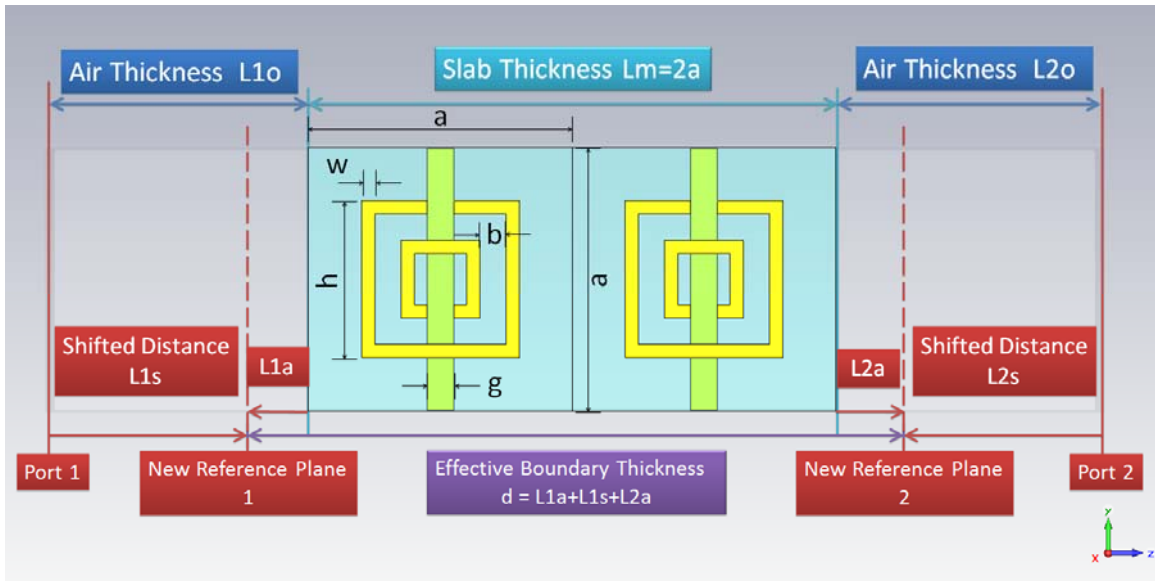 Air Thickness L1o
Slab Thickness Lm=2a
Air Thickness L2o
a
w
b
h
a
g
Shifted Distance
L1s
L1a
L2a
Shifted Distance
L2s
Port 1
New Reference Plane
1
Effective Boundary Thickness
d = L1a+L1s+L2a
New Reference Plane
2
Port 2
y
x
z